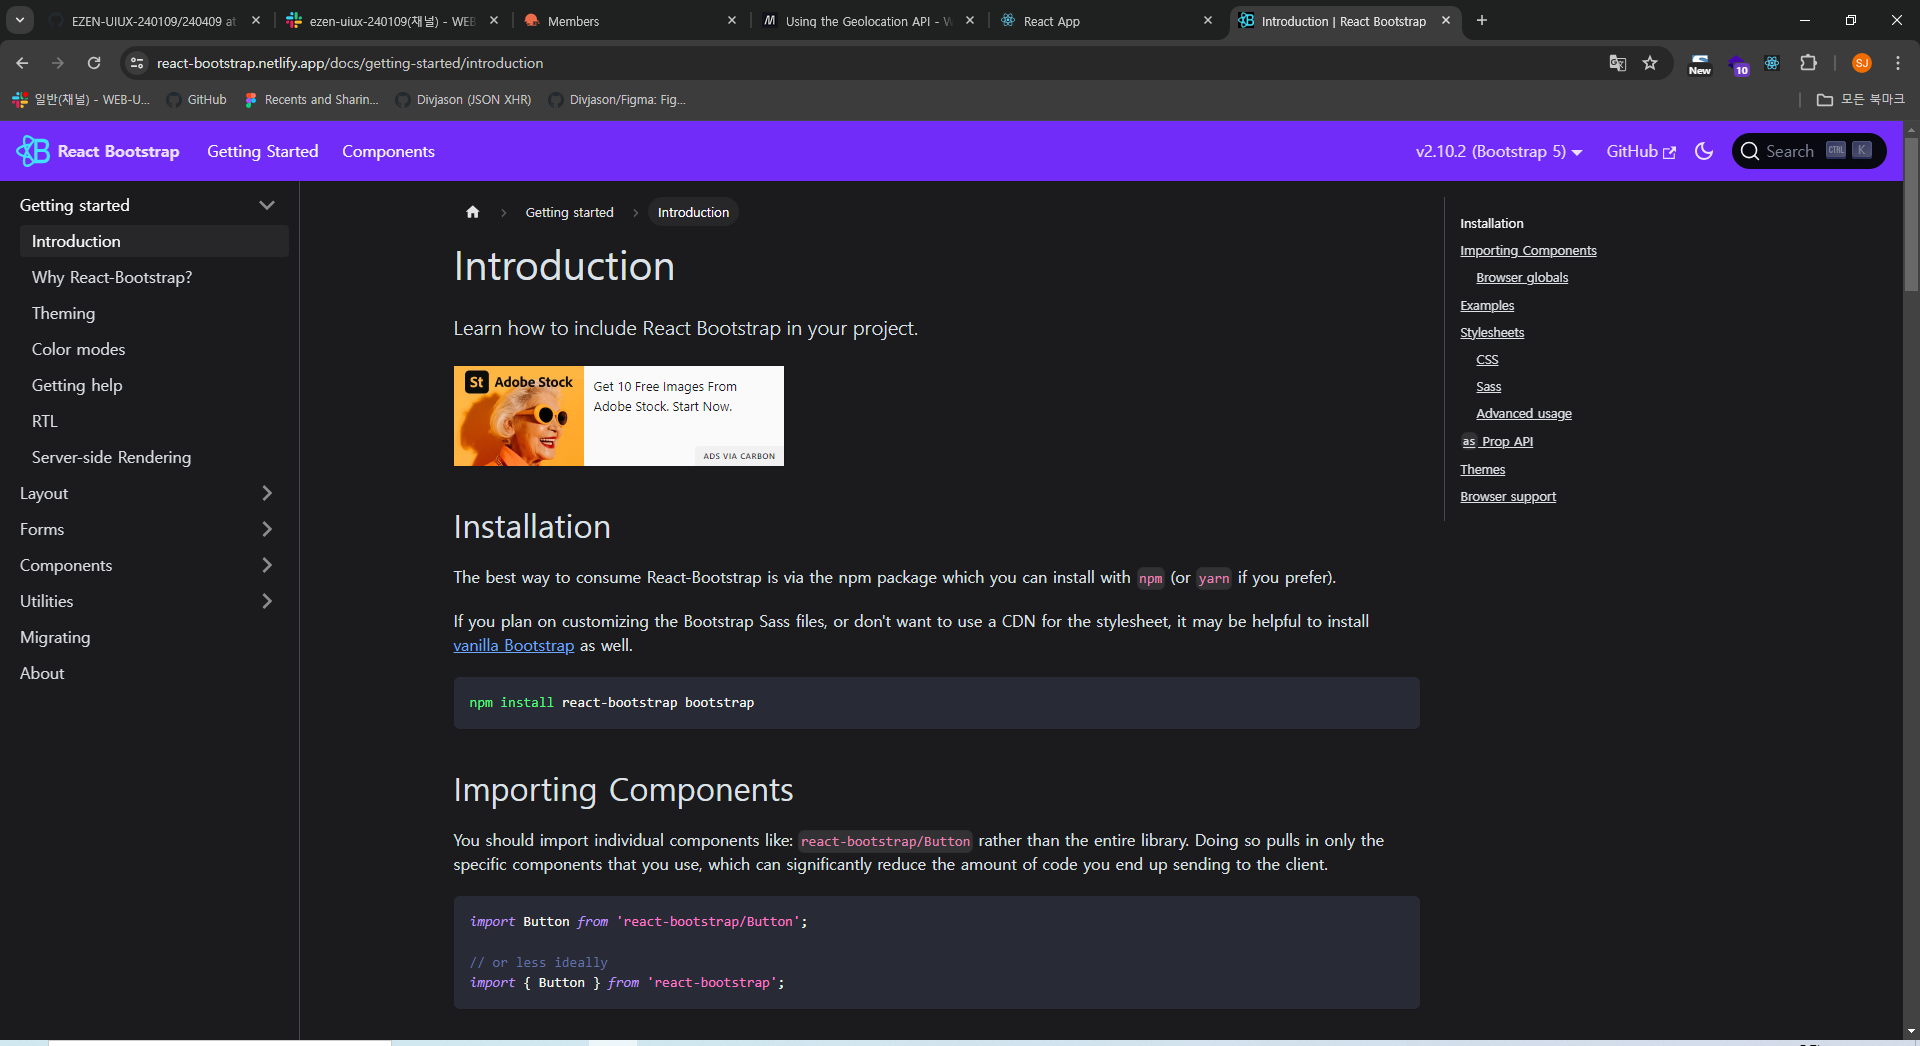 EZEN-UIUX-240109/240409 at
ezen-uiux-240109(채널) - WEB
Members
Using the Geolocation API - W
React App
Introduction | React Bootstrap
react-bootstrap.netlify.app/docs/getting-started/introduction
New
10
SJ
일반(채널) - WEB-U...
GitHub
Recents and Sharin...
Divjason (JSON XHR)
Divjason/Figma: Fig...
모든 북마크
React Bootstrap
Getting Started
Components
v2.10.2 (Bootstrap 5)
GitHub
Search
CTRL
K
Getting started
Introduction
Why React-Bootstrap?
Theming
Color modes
Getting help
RTL
Server-side Rendering
Layout
Forms
Components
Utilities
Migrating
About
Getting started
Introduction
Introduction
Learn how to include React Bootstrap in your project.
St Adobe Stock
Get 10 Free Images From
Adobe Stock. Start Now.
ADS VIA CARBON
Installation
The best way to consume React-Bootstrap is via the npm package which you can install with npm (or yarn if you prefer).
If you plan on customizing the Bootstrap Sass files, or don't want to use a CDN for the stylesheet, it may be helpful to install
vanilla Bootstrap as well.
npm install react-bootstrap bootstrap
Importing Components
You should import individual components like: react-bootstrap/Button rather than the entire library. Doing so pulls in only the
specific components that you use, which can significantly reduce the amount of code you end up sending to the client.
import Button from 'react-bootstrap/Button';
// or less ideally
import { Button } from 'react-bootstrap';
Installation
Importing Components
Browser globals
Examples
Stylesheets
CSS
Sass
Advanced usage
as Prop API
Themes
Browser support